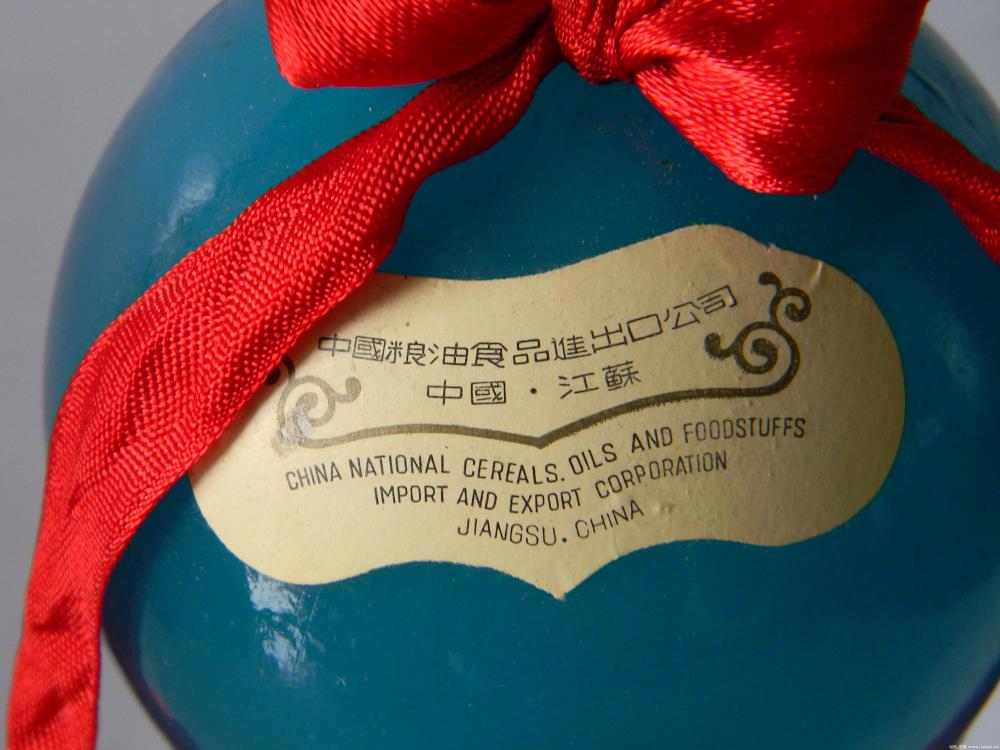 中國粮油食品進出口公司
中國・江蘇
CHINA NATIONAL CEREALS. OILS AND FOODSTUFFS
IMPORT AND EXPORT CORPORATION
JIANGSU. CHINA